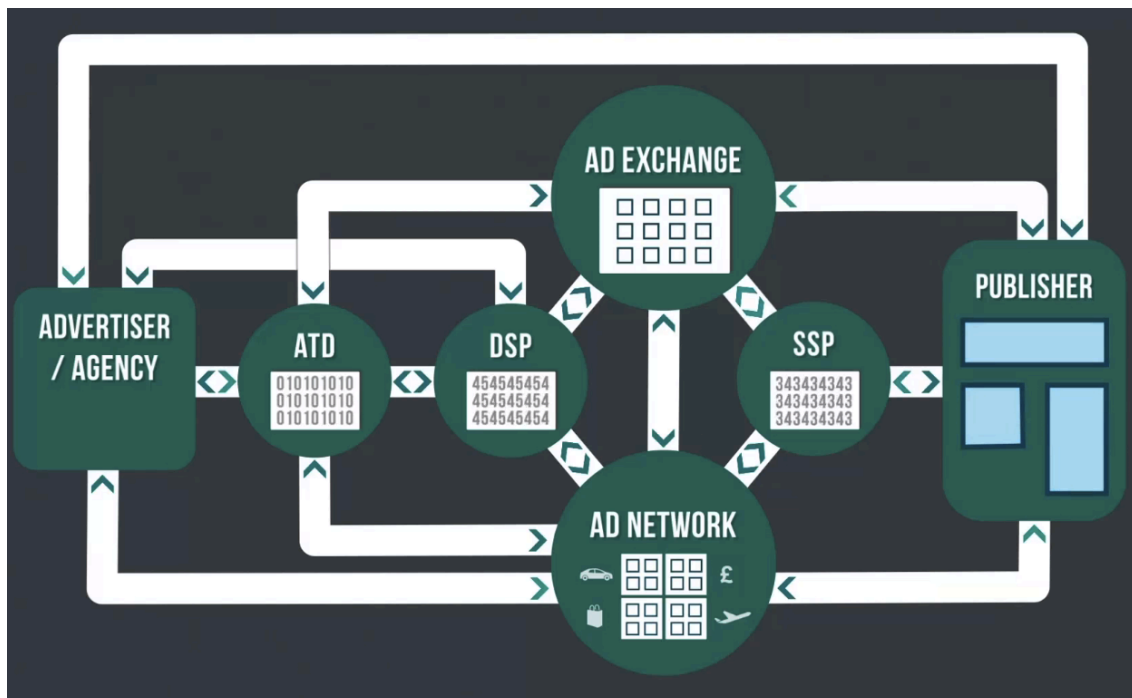 AD EXCHANGE
ADVERTISER
/ AGENCY
ATD
010101010
010101010
010101010
DSP
454545454
454545454
454545454
SSP
343434343
343434343
343434343
PUBLISHER
AD NETWORK
£